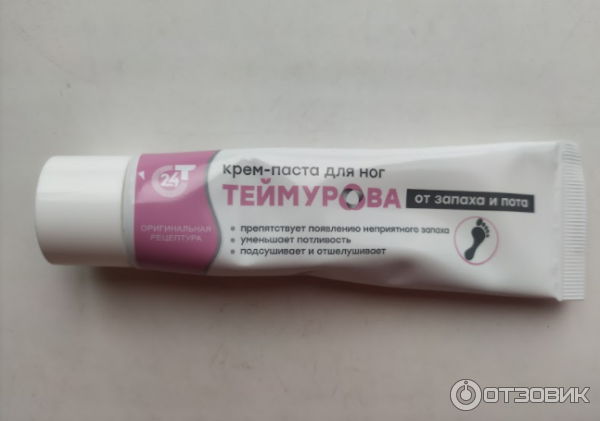 24
СТ
ОРИГИНАЛЬНАЯ
РЕЦЕПТУРА
крем-паста для ног
ТЕЙМУРОВА
от запаха и пота
• препятствует появлению неприятного запаха
• уменьшает потливость
• подсушивает и отшелушивает
ОТЗОВИК